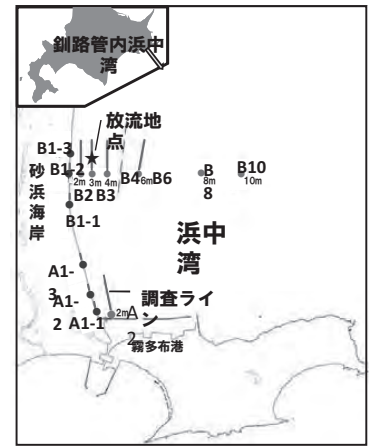 釧路管内浜中
湾
放流地
点
B1-3
B1-2
2m 3m 4m
B2 B3
B4 6m B6
B
8m
8
B10
10m
砂浜海岸
B1-1
浜中
湾
A1-
3
A1-
2
A1-1
調査ライ
ン
2m A
2
霧多布港